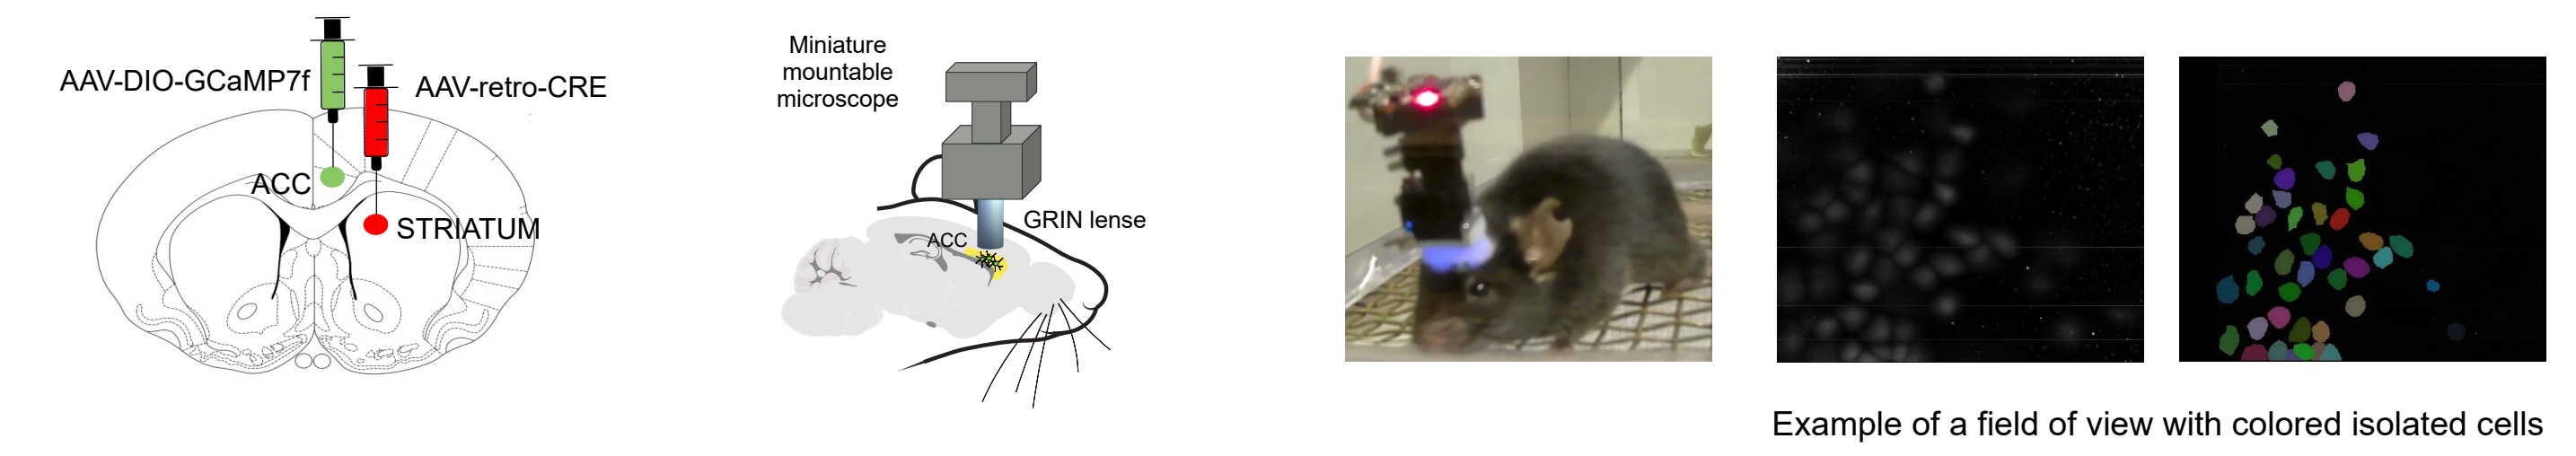 AAV-DIO-GCaMP7f
AAV-retro-CRE
ACC
STRIATUM
Miniature
mountable
microscope
GRIN lense
ACC
Example of a field of view with colored isolated cells